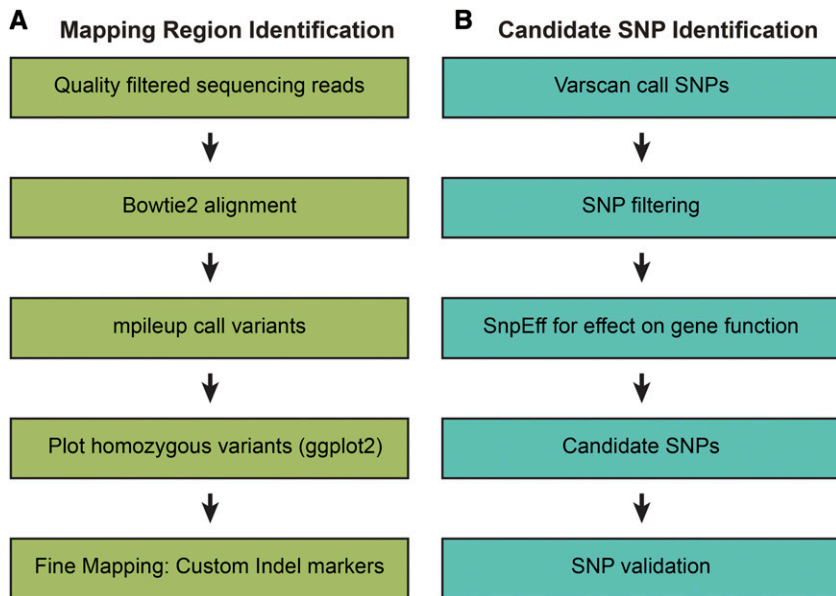 A Mapping Region Identification
Quality filtered sequencing reads
Bowtie2 alignment
mpileup call variants
Plot homozygous variants (ggplot2)
Fine Mapping: Custom Indel markers
B Candidate SNP Identification
Varscan call SNPs
SNP filtering
SnpEff for effect on gene function
Candidate SNPs
SNP validation